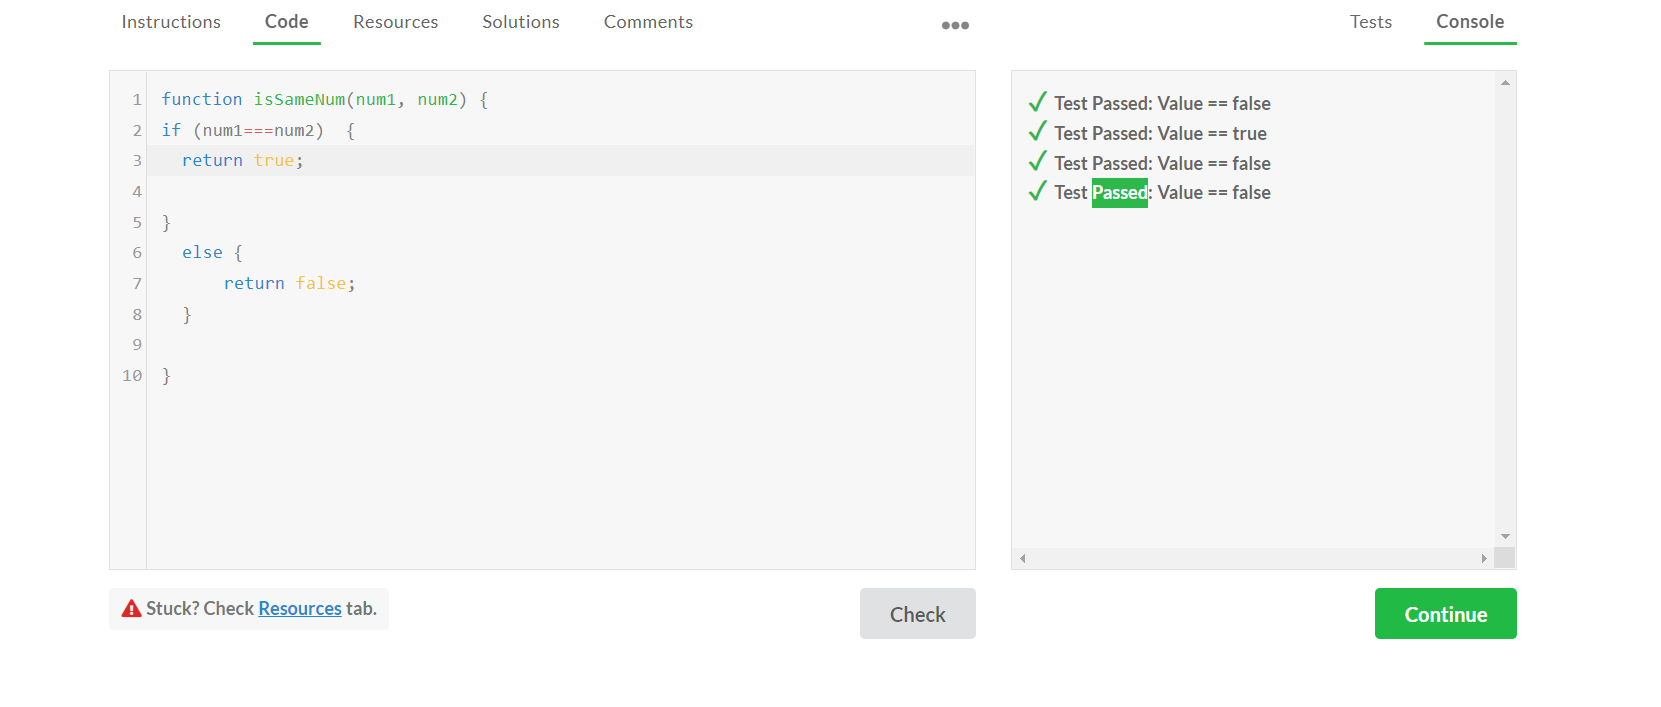 Instructions Code Resources Solutions Comments ••• Tests Console
1 function isSameNum(num1, num2) {
2 if (num1===num2)  {
3   return true;
4
5 }
6   else {
7       return false;
8   }
9
10 }
✓ Test Passed: Value == false
✓ Test Passed: Value == true
✓ Test Passed: Value == false
✓ Test Passed: Value == false
Stuck? Check Resources tab.
Check
Continue